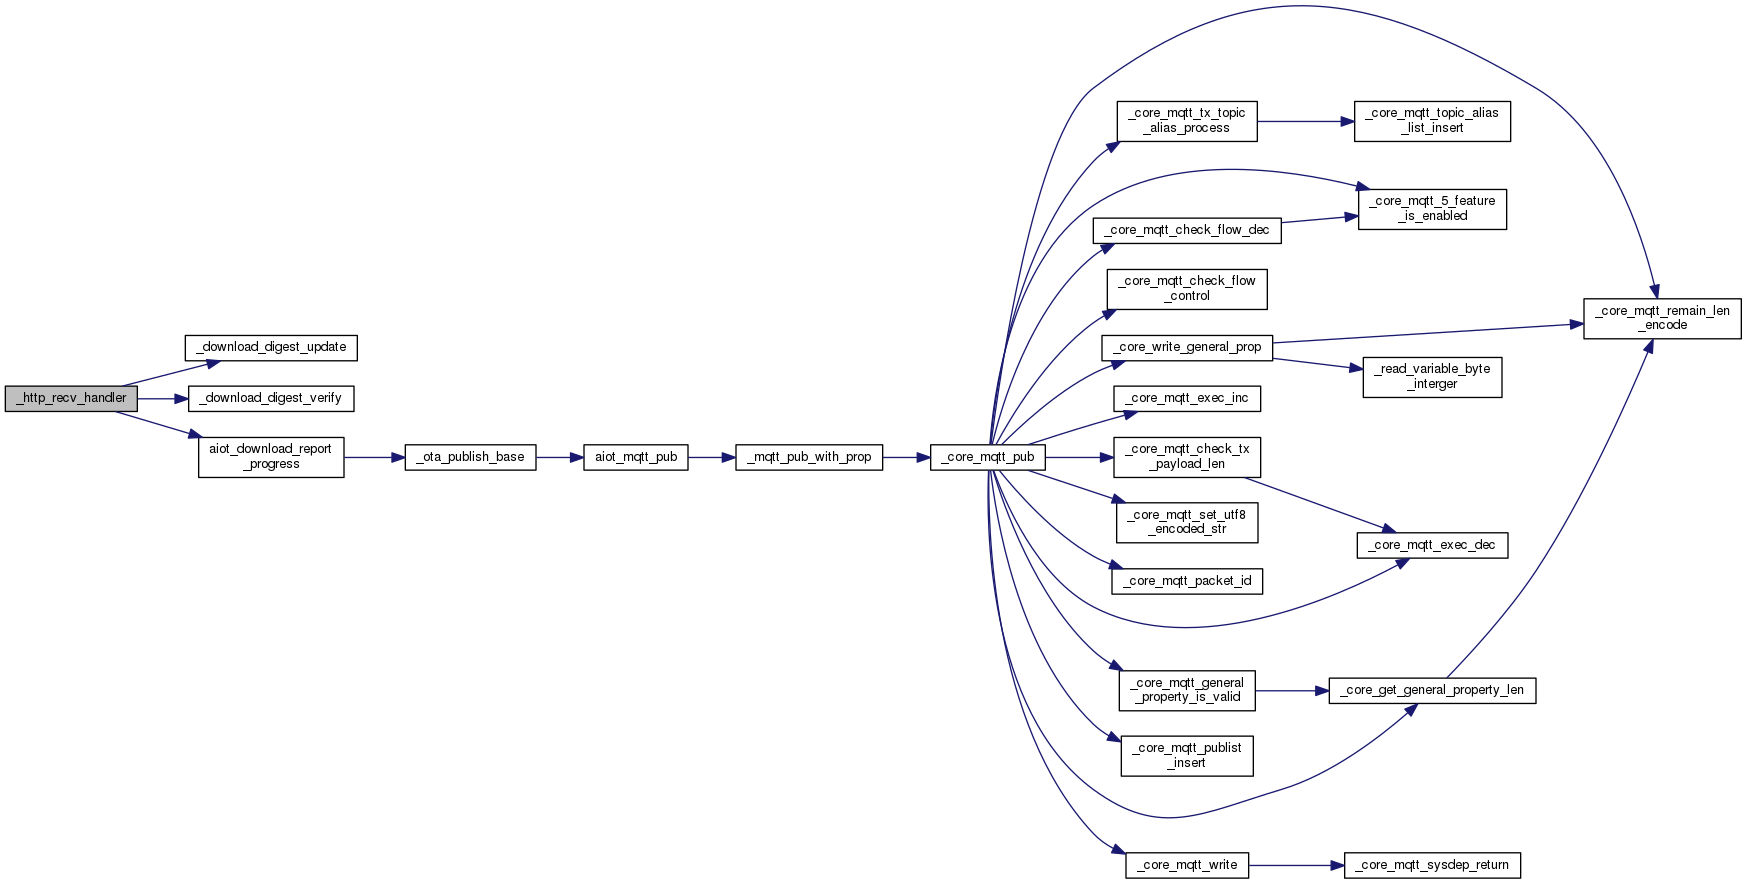 _http_recv_handler
_download_digest_update
_download_digest_verify
aiot_download_report
_progress
_ota_publish_base
aiot_mqtt_pub
_mqtt_pub_with_prop
_core_mqtt_pub
_core_mqtt_tx_topic
_alias_process
_core_mqtt_check_flow_dec
_core_mqtt_check_flow
_control
_core_write_general_prop
_core_mqtt_exec_inc
_core_mqtt_check_tx
_payload_len
_core_mqtt_set_utf8
_encoded_str
_core_mqtt_packet_id
_core_mqtt_general
_property_is_valid
_core_mqtt_publist
_insert
_core_mqtt_write
_core_mqtt_topic_alias
_list_insert
_core_mqtt_5_feature
_is_enabled
_read_variable_byte
_interger
_core_mqtt_exec_dec
_core_get_general_property_len
_core_mqtt_sysdep_return
_core_mqtt_remain_len
_encode